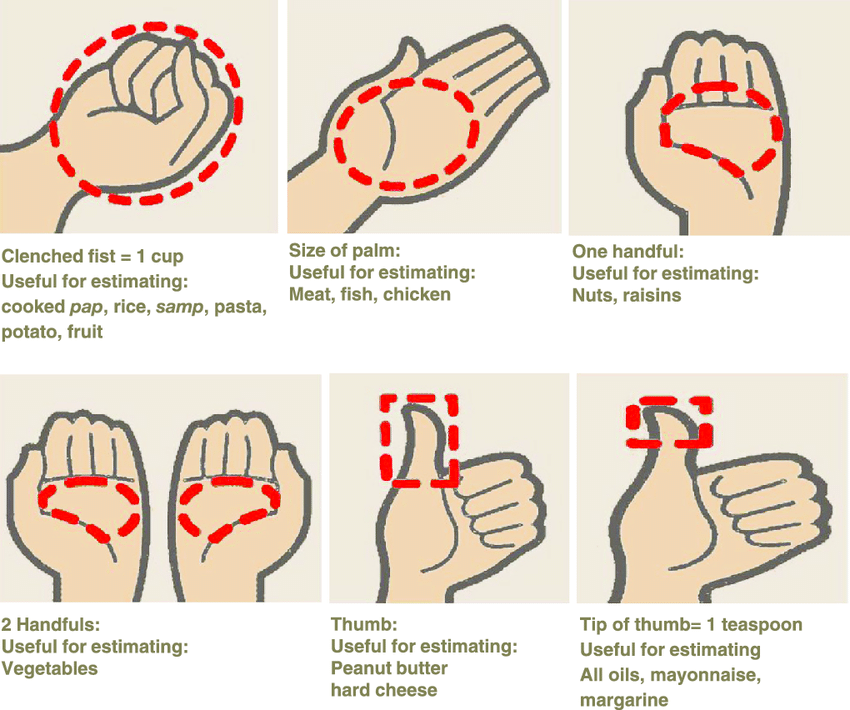 Clenched fist = 1 cup
Useful for estimating:
cooked pap, rice, samp, pasta,
potato, fruit
Size of palm:
Useful for estimating:
Meat, fish, chicken
One handful:
Useful for estimating:
Nuts, raisins
2 Handfuls:
Useful for estimating:
Vegetables
Thumb:
Useful for estimating:
Peanut butter
hard cheese
Tip of thumb= 1 teaspoon
Useful for estimating
All oils, mayonnaise,
margarine